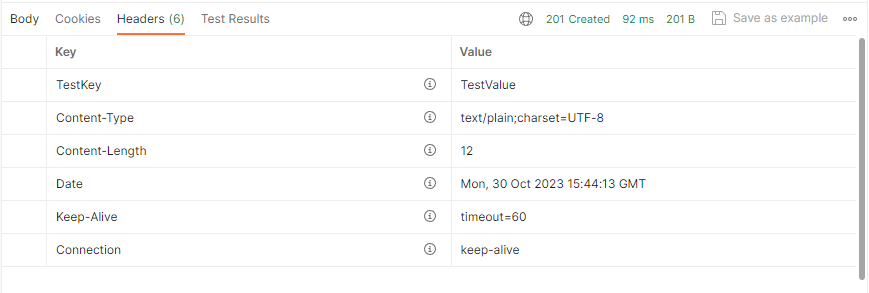 Body Cookies Headers (6) Test Results 201 Created 92 ms 201 B Save as example
Key Value
TestKey TestValue
Content-Type text/plain;charset=UTF-8
Content-Length 12
Date Mon, 30 Oct 2023 15:44:13 GMT
Keep-Alive timeout=60
Connection keep-alive